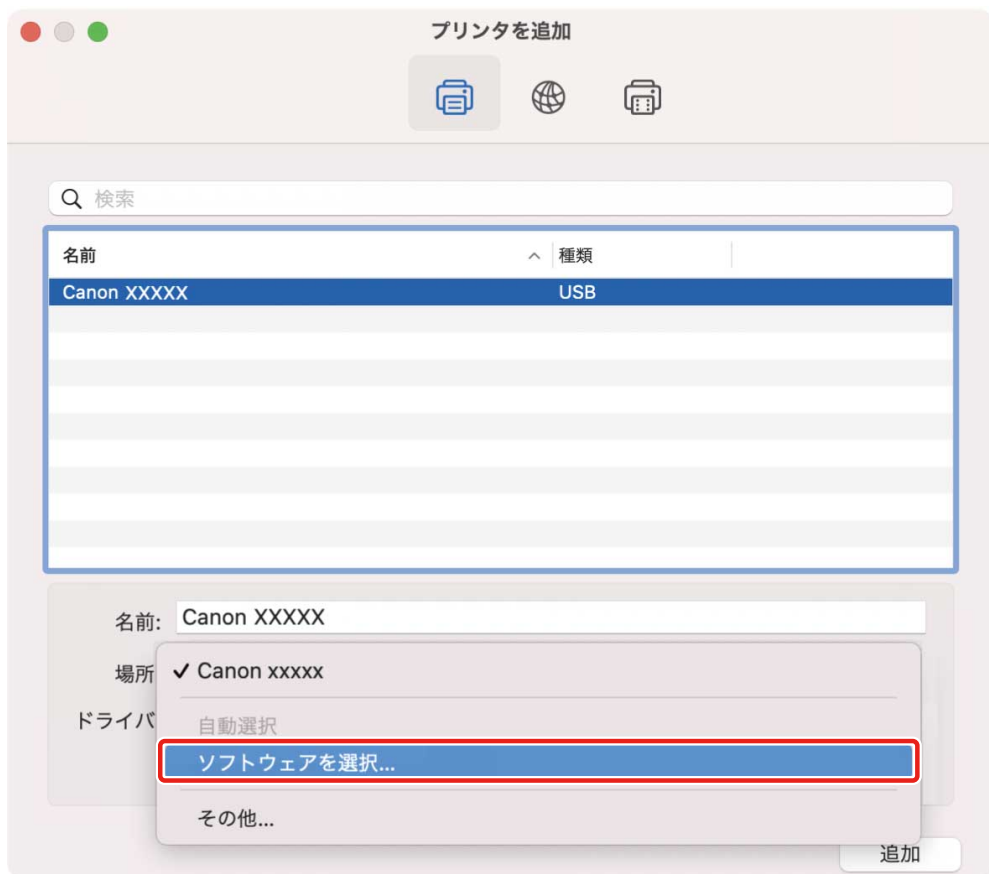 プリンタを追加
検索
名前 種類
Canon XXXXX USB
名前: Canon XXXXX
場所 ✓ Canon xxxxx
ドライバ 自動選択
ソフトウェアを選択...
その他...
追加